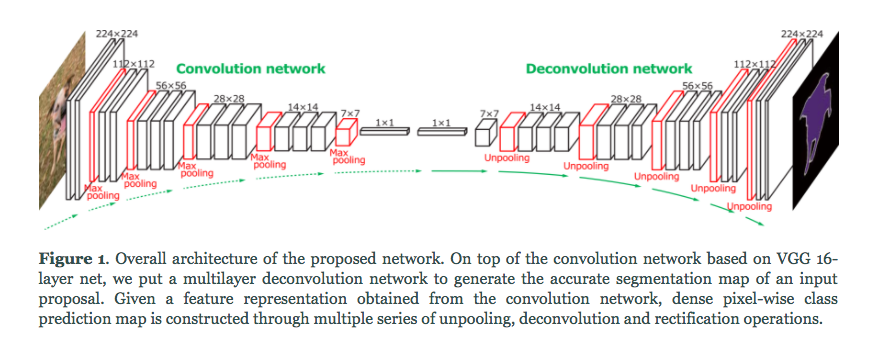 224×224
112×112
56×56
28×28
14×14
7×7
1×1
1×1
7×7
14×14
28×28
56×56
112×112
224×224
Convolution network
Deconvolution network
Max
pooling
Max
pooling
Max
pooling
Max
pooling
Max
pooling
Unpooling
Unpooling
Unpooling
Unpooling
Unpooling
Figure 1. Overall architecture of the proposed network. On top of the convolution network based on VGG 16-
layer net, we put a multilayer deconvolution network to generate the accurate segmentation map of an input
proposal. Given a feature representation obtained from the convolution network, dense pixel-wise class
prediction map is constructed through multiple series of unpooling, deconvolution and rectification operations.